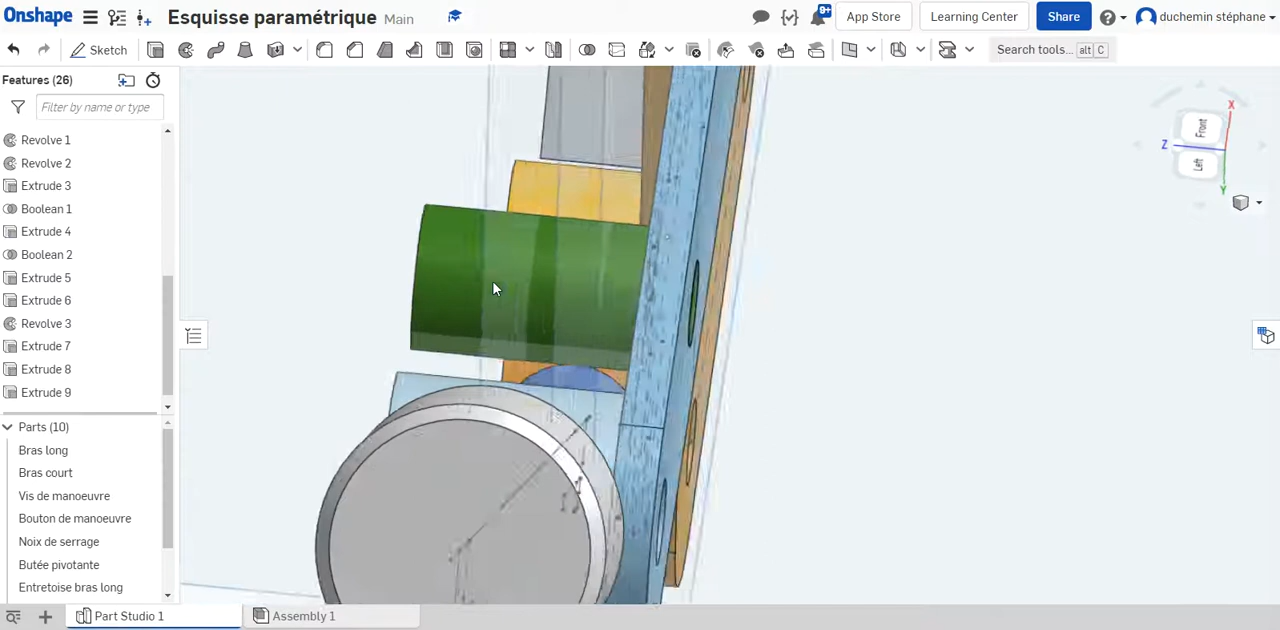 Onshape Esquisse paramétrique Main 9+ App Store Learning Center Share duchemin stéphane
Sketch Search tools... alt C
Features (26)
Filter by name or type
Revolve 1
Revolve 2
Extrude 3
Boolean 1
Extrude 4
Boolean 2
Extrude 5
Extrude 6
Revolve 3
Extrude 7
Extrude 8
Extrude 9
Parts (10)
Bras long
Bras court
Vis de manoeuvre
Bouton de manoeuvre
Noix de serrage
Butée pivotante
Entretoise bras long
X
Front
Z
Left
Y
Part Studio 1 Assembly 1